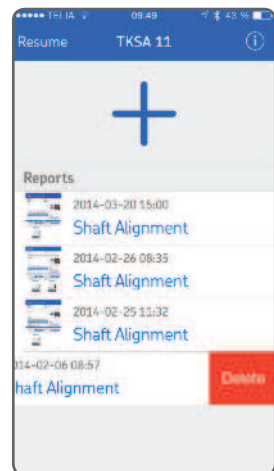 TELIA 09:49 43 %
Resume TKSA 11
Reports
2014-03-20 15:00
Shaft Alignment
2014-02-26 08:35
Shaft Alignment
2014-02-25 11:32
Shaft Alignment
014-02-06 08:57
haft Alignment
Delete